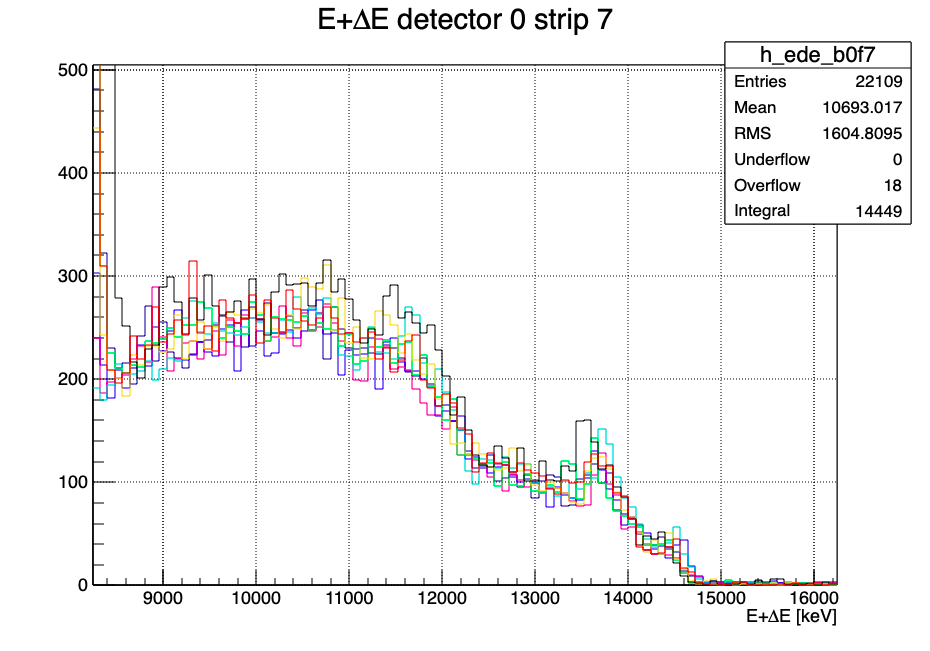 E+ΔE detector 0 strip 7
h_ede_b0f7
Entries 22109
Mean 10693.017
RMS 1604.8095
Underflow 0
Overflow 18
Integral 14449
500
400
300
200
100
0
9000 10000 11000 12000 13000 14000 15000 16000
E+ΔE [keV]